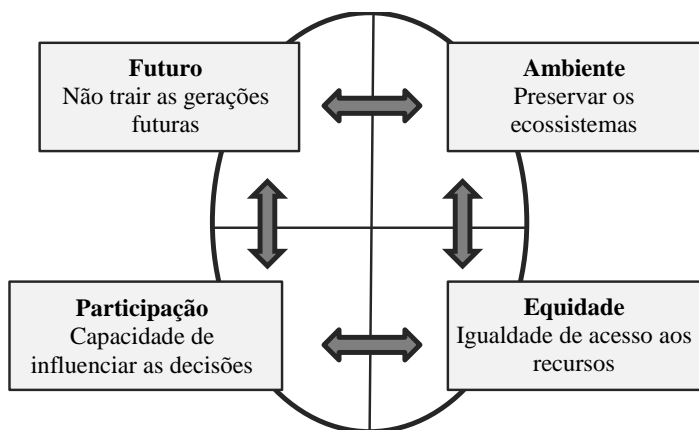 Futuro
Não trair as gerações
futuras
Ambiente
Preservar os
ecossistemas
Participação
Capacidade de
influenciar as decisões
Equidade
Igualdade de acesso aos
recursos